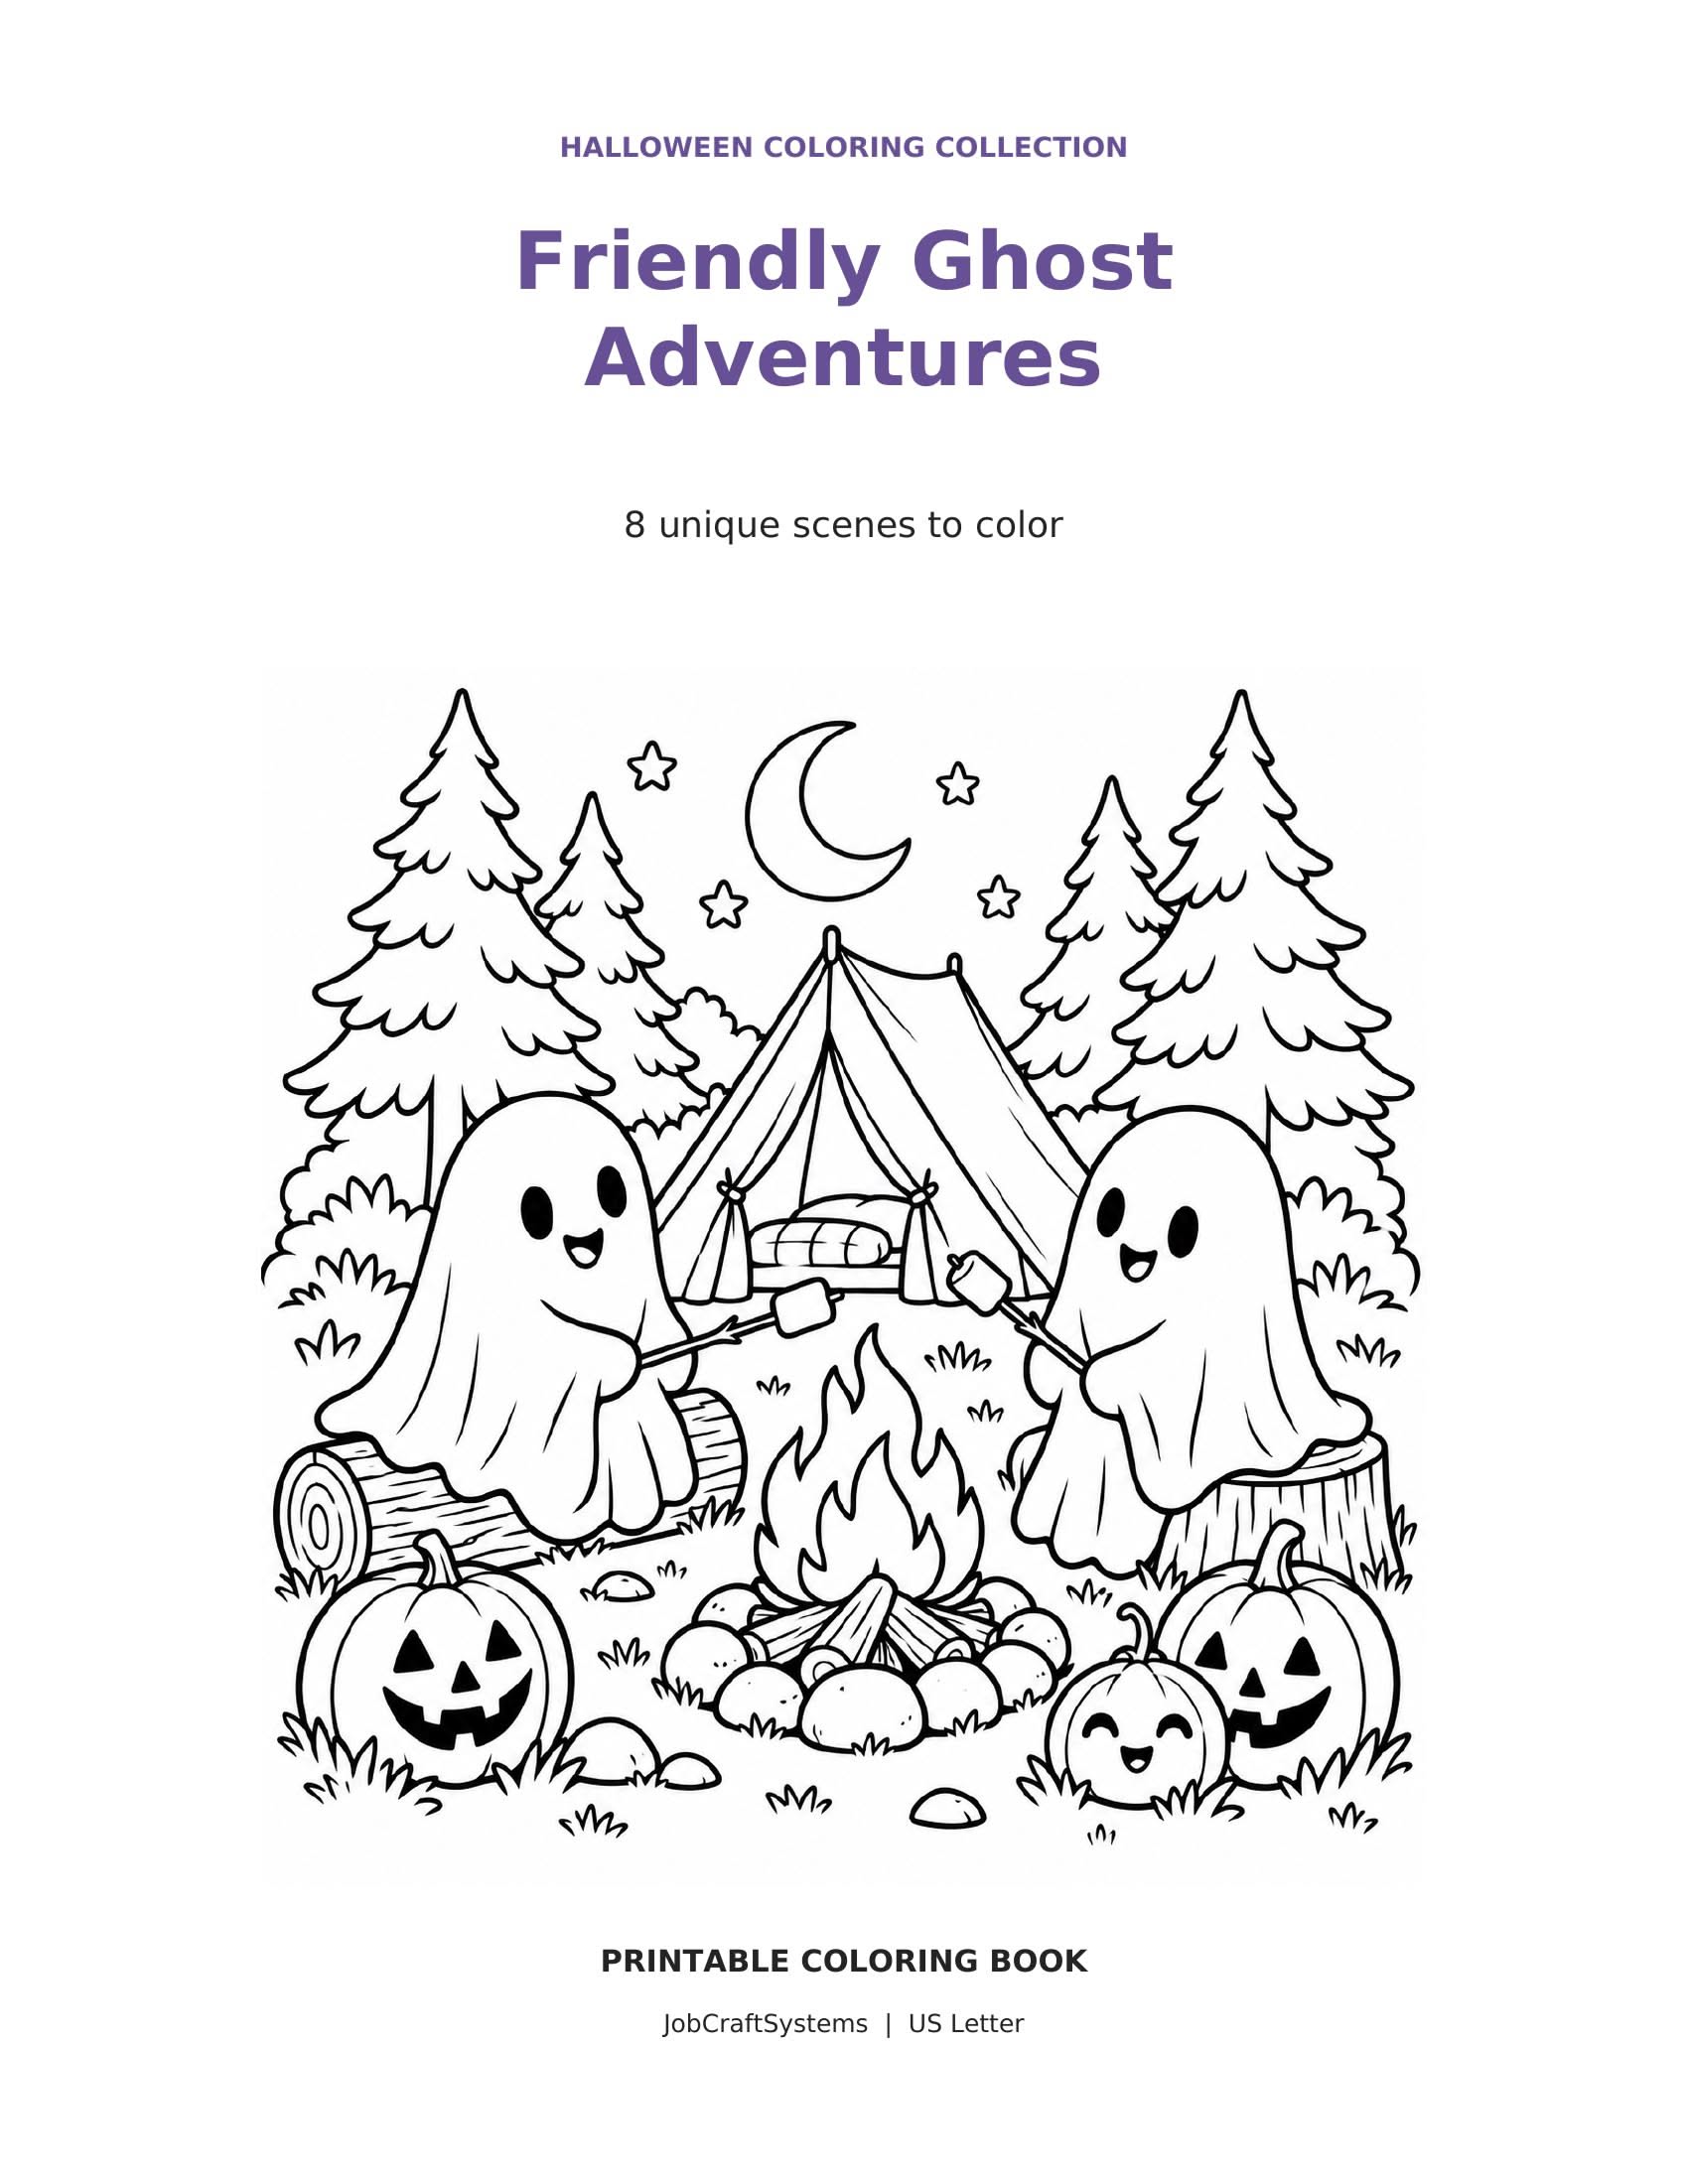 HALLOWEEN COLORING COLLECTION
Friendly Ghost
Adventures
8 unique scenes to color
PRINTABLE COLORING BOOK
JobCraftSystems | US Letter